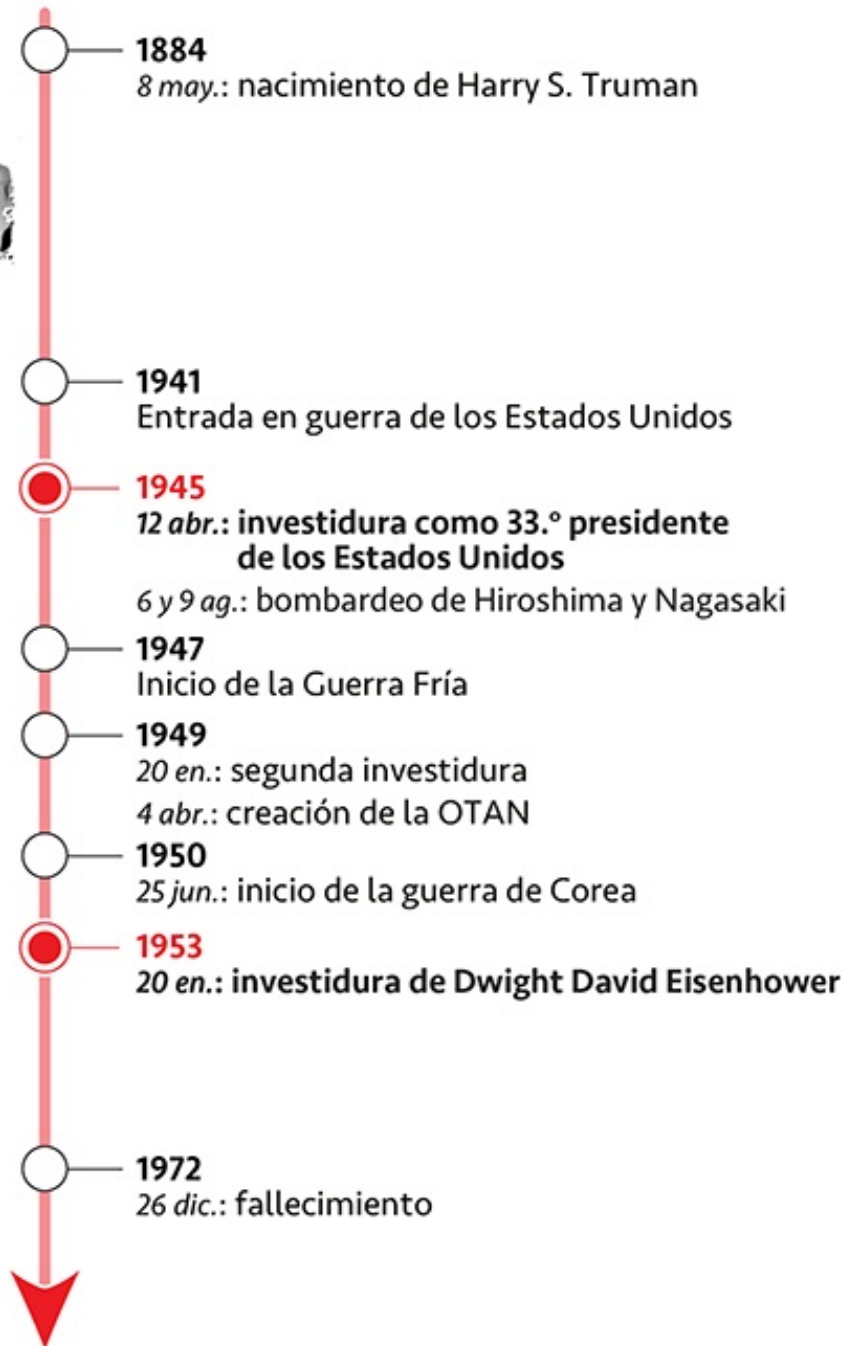 1884
8 may.: nacimiento de Harry S. Truman
1941
Entrada en guerra de los Estados Unidos
1945
12 abr.: investidura como 33.º presidente
de los Estados Unidos
6 y 9 ag.: bombardeo de Hiroshima y Nagasaki
1947
Inicio de la Guerra Fría
1949
20 en.: segunda investidura
4 abr.: creación de la OTAN
1950
25 jun.: inicio de la guerra de Corea
1953
20 en.: investidura de Dwight David Eisenhower
1972
26 dic.: fallecimiento